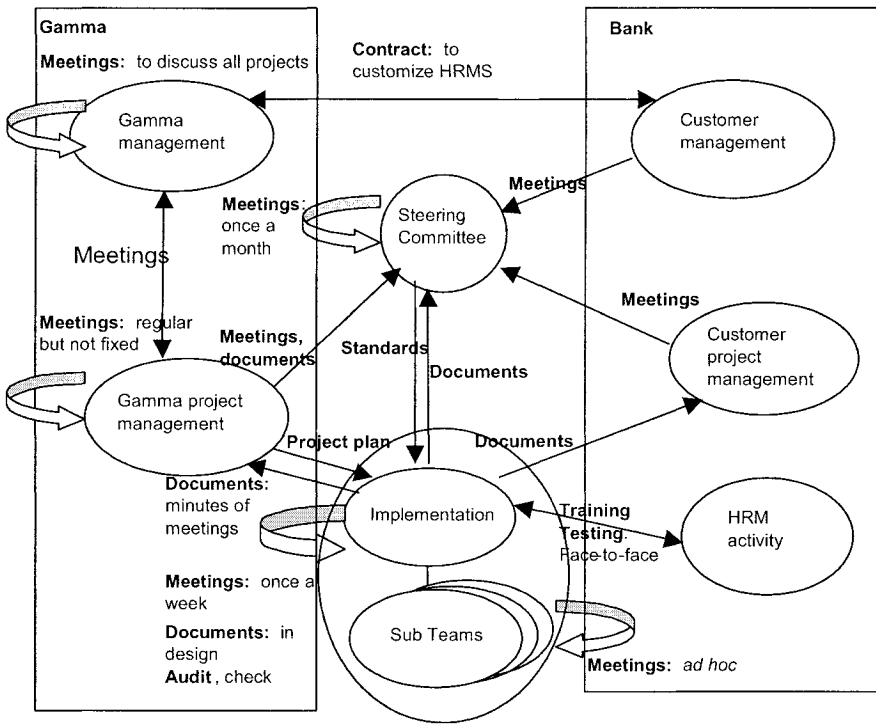 Gamma
Bank
Meetings: to discuss all projects
Contract: to
customize HRMS
Gamma
management
Customer
management
Meetings
Meetings:
once a
month
Steering
Committee
Meetings
Meetings: regular
but not fixed
Meetings,
documents
Standards
Documents
Meetings
Customer
project
management
Gamma project
management
Project plan
Documents
Documents:
minutes of
meetings
Implementation
Training
Testing:
Face-to-face
HRM
activity
Meetings: once a
week
Documents: in
design
Audit , check
Sub Teams
Meetings: ad hoc